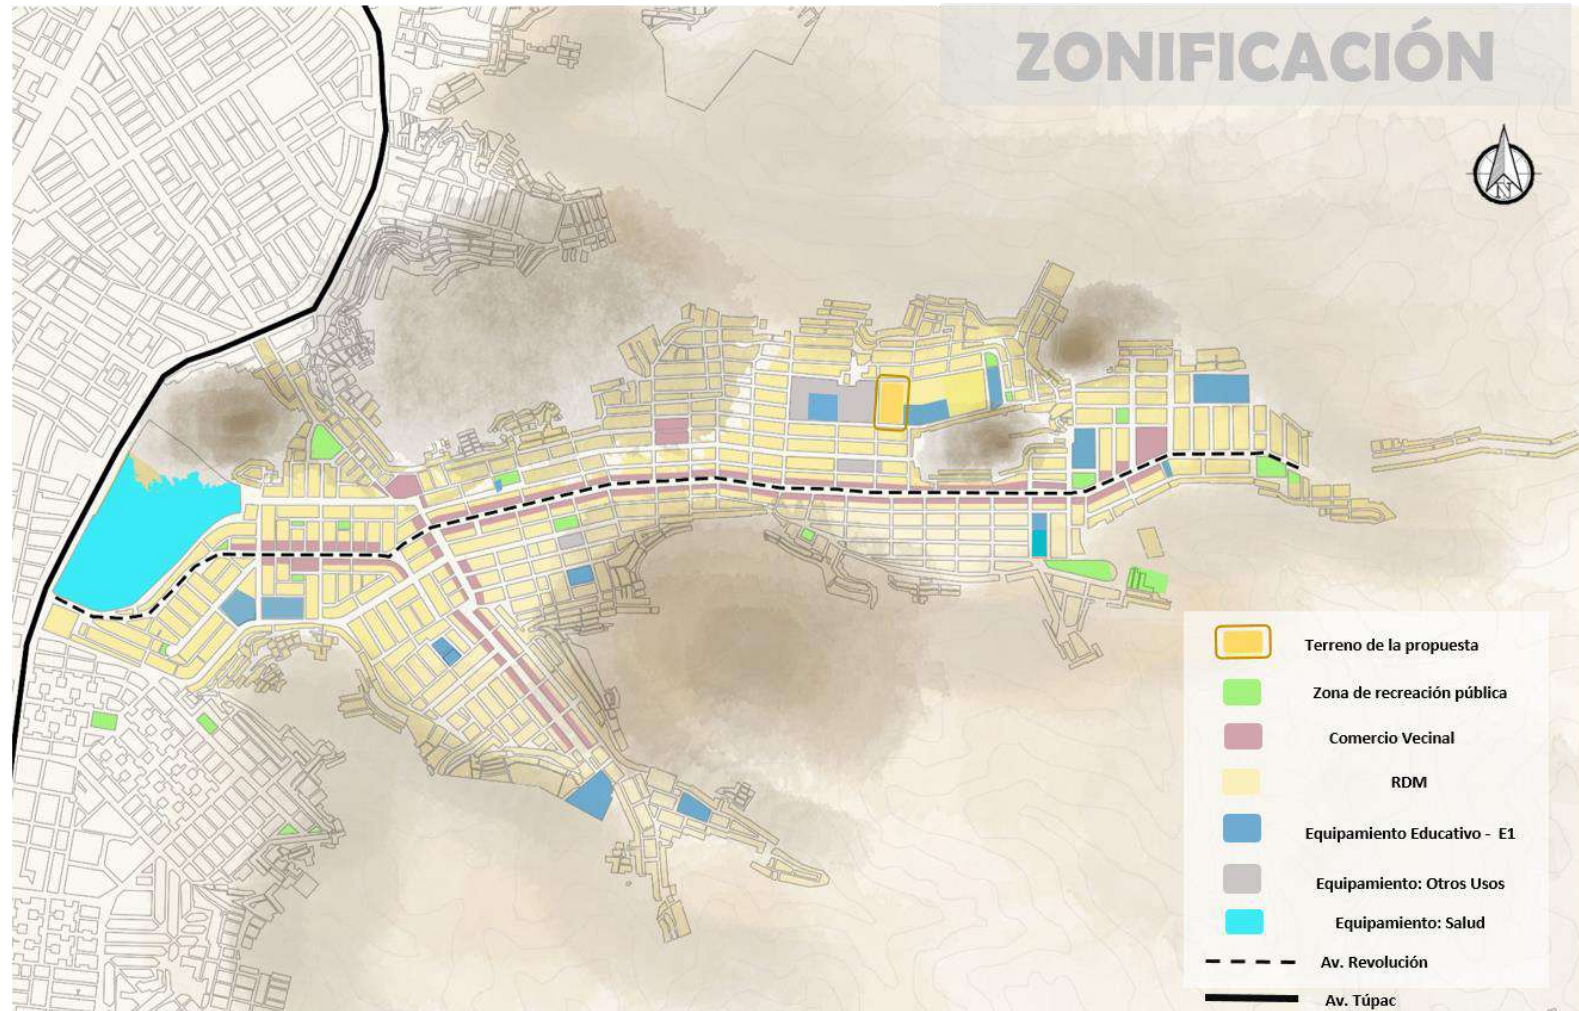 ZONIFICACIÓN
N
Terreno de la propuesta
Zona de recreación pública
Comercio Vecinal
RDM
Equipamiento Educativo - E1
Equipamiento: Otros Usos
Equipamiento: Salud
Av. Revolución
Av. Túpac